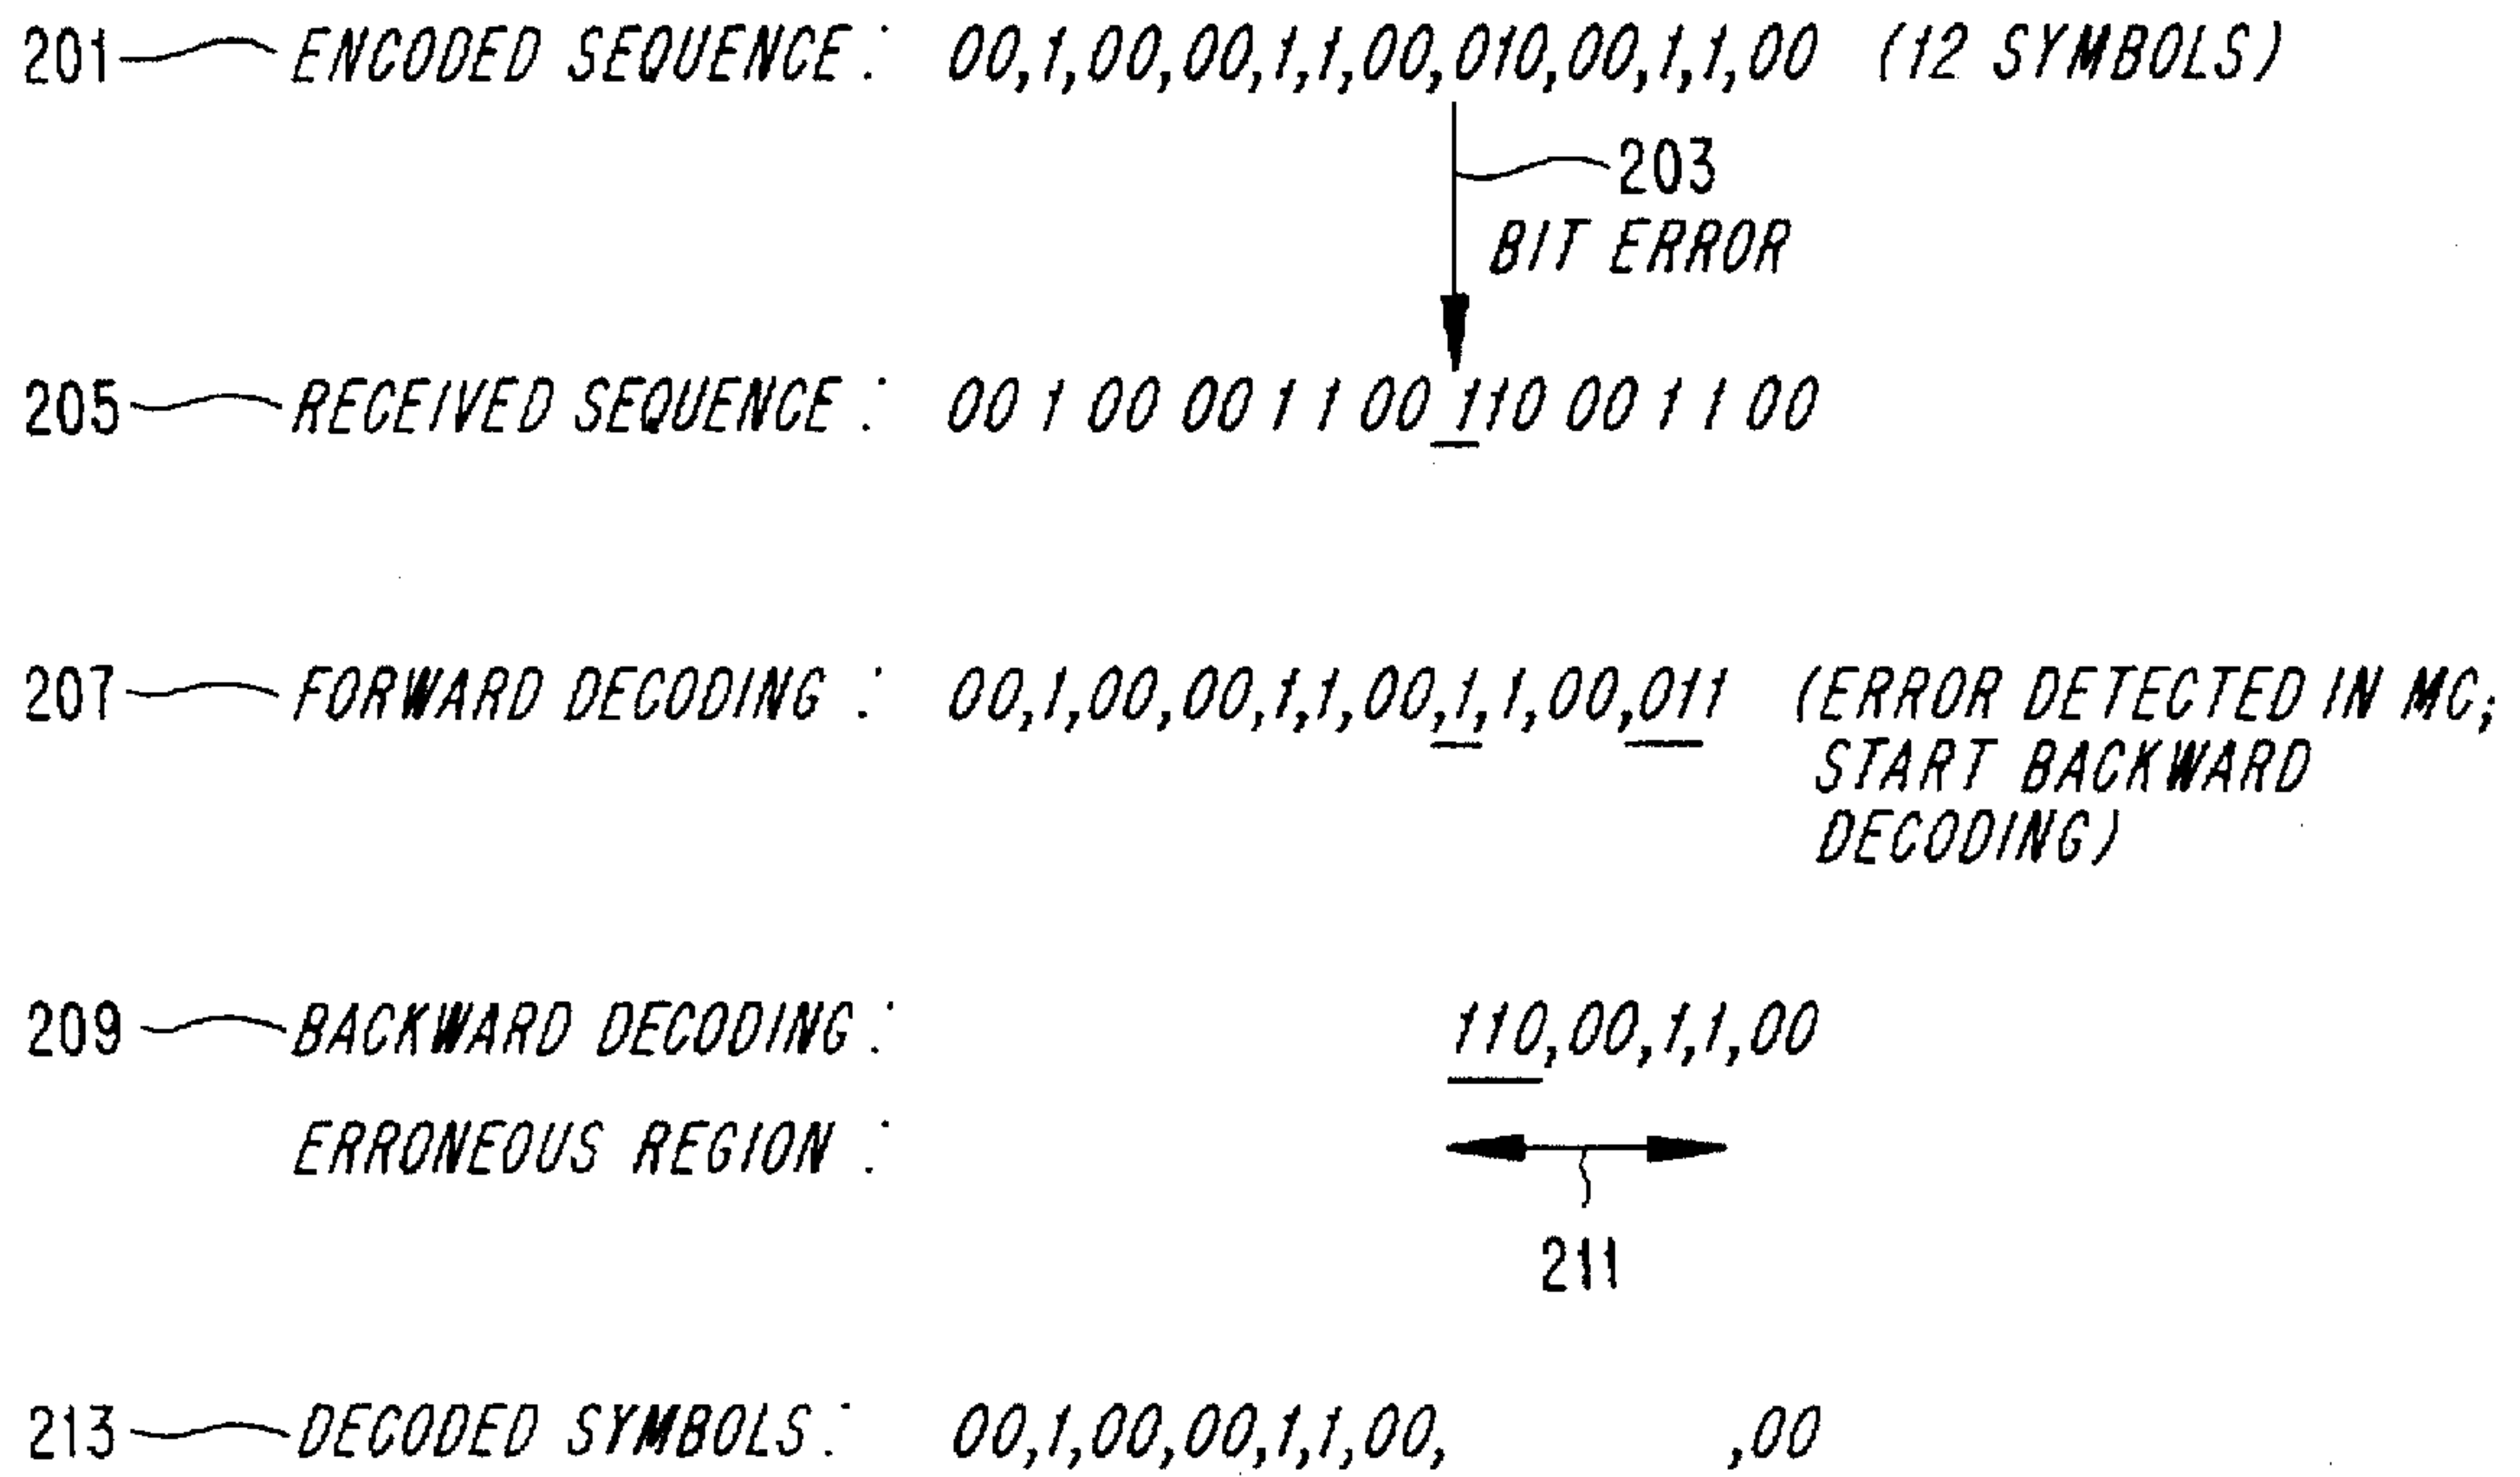 201 ENCODED SEQUENCE : 00,1,00,00,1,1,00,010,00,1,1,00 (12 SYMBOLS)
203
BIT ERROR
205 RECEIVED SEQUENCE : 00 1 00 00 1 1 00 110 00 1 1 00
207 FORWARD DECODING : 00,1,00,00,1,1,00,1,1,00,011 (ERROR DETECTED IN MC;
START BACKWARD
DECODING)
209 BACKWARD DECODING : 110,00,1,1,00
ERRONEOUS REGION :
211
213 DECODED SYMBOLS : 00,1,00,00,1,1,00, ,00